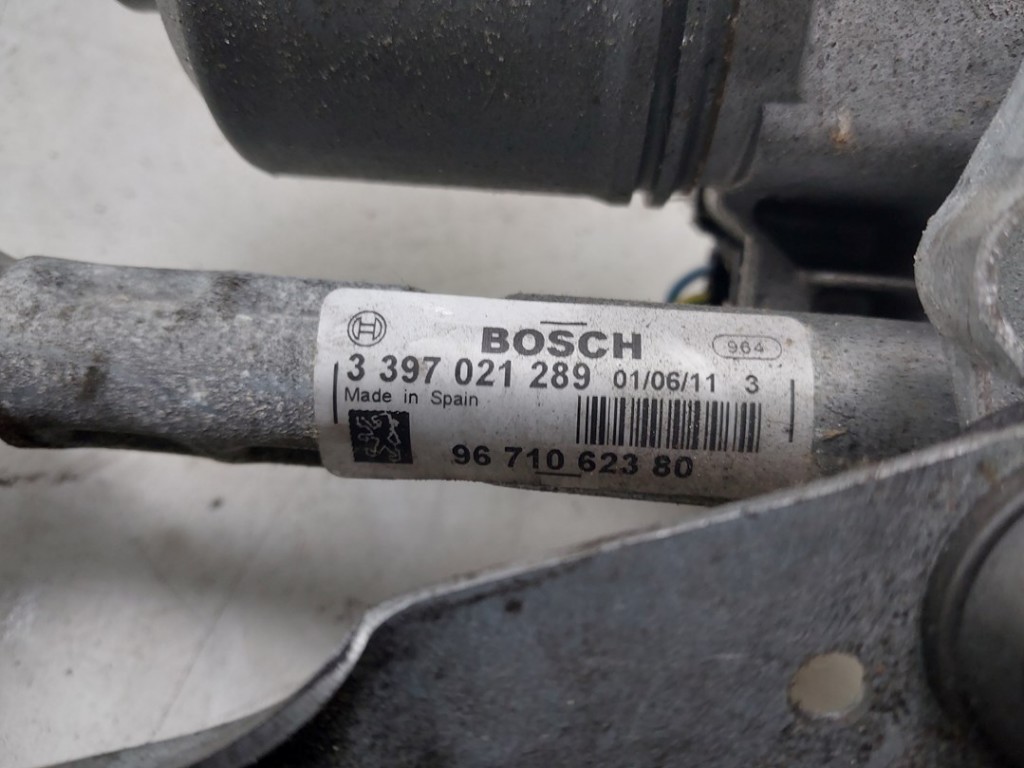 BOSCH 964
3 397 021 289 01/06/11 3
Made in Spain
96 710 623 80